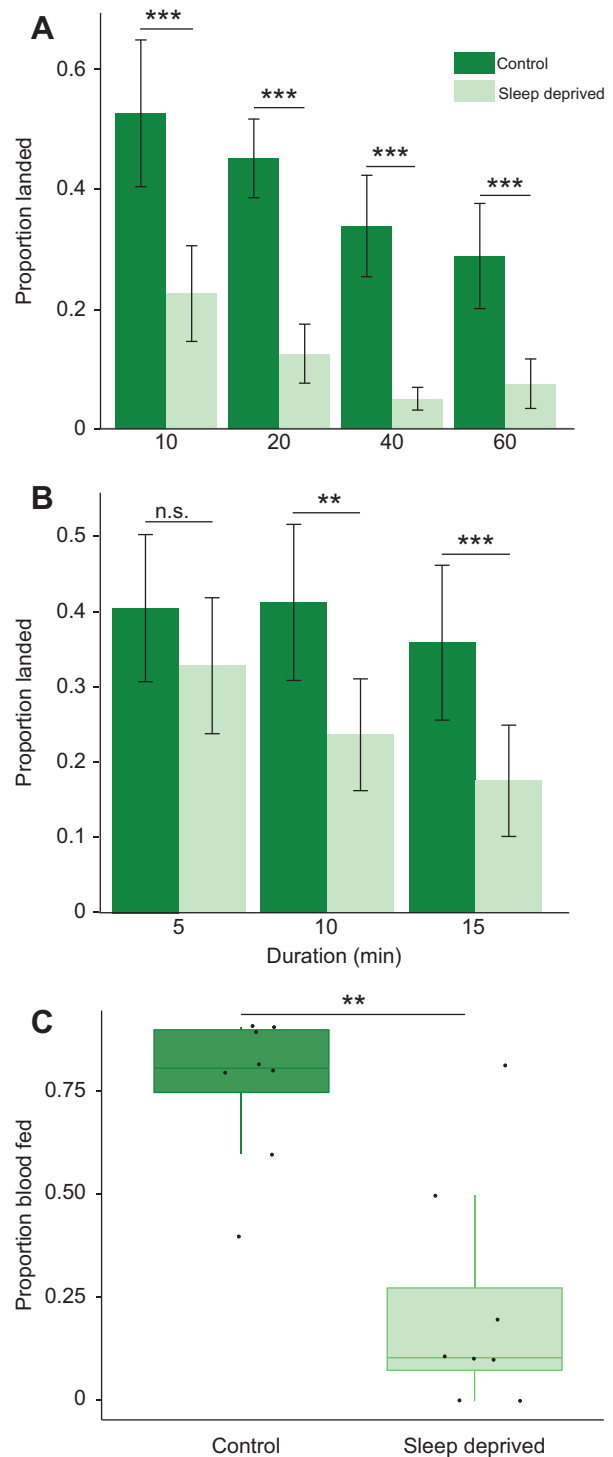 A
***
***
***
***
Control
Sleep deprived
Proportion landed
0.6
0.4
0.2
0
10 20 40 60
B
n.s.
**
***
Proportion landed
0.5
0.4
0.3
0.2
0.1
0
5 10 15
Duration (min)
C
**
Proportion blood fed
0.75
0.50
0.25
0
Control Sleep deprived